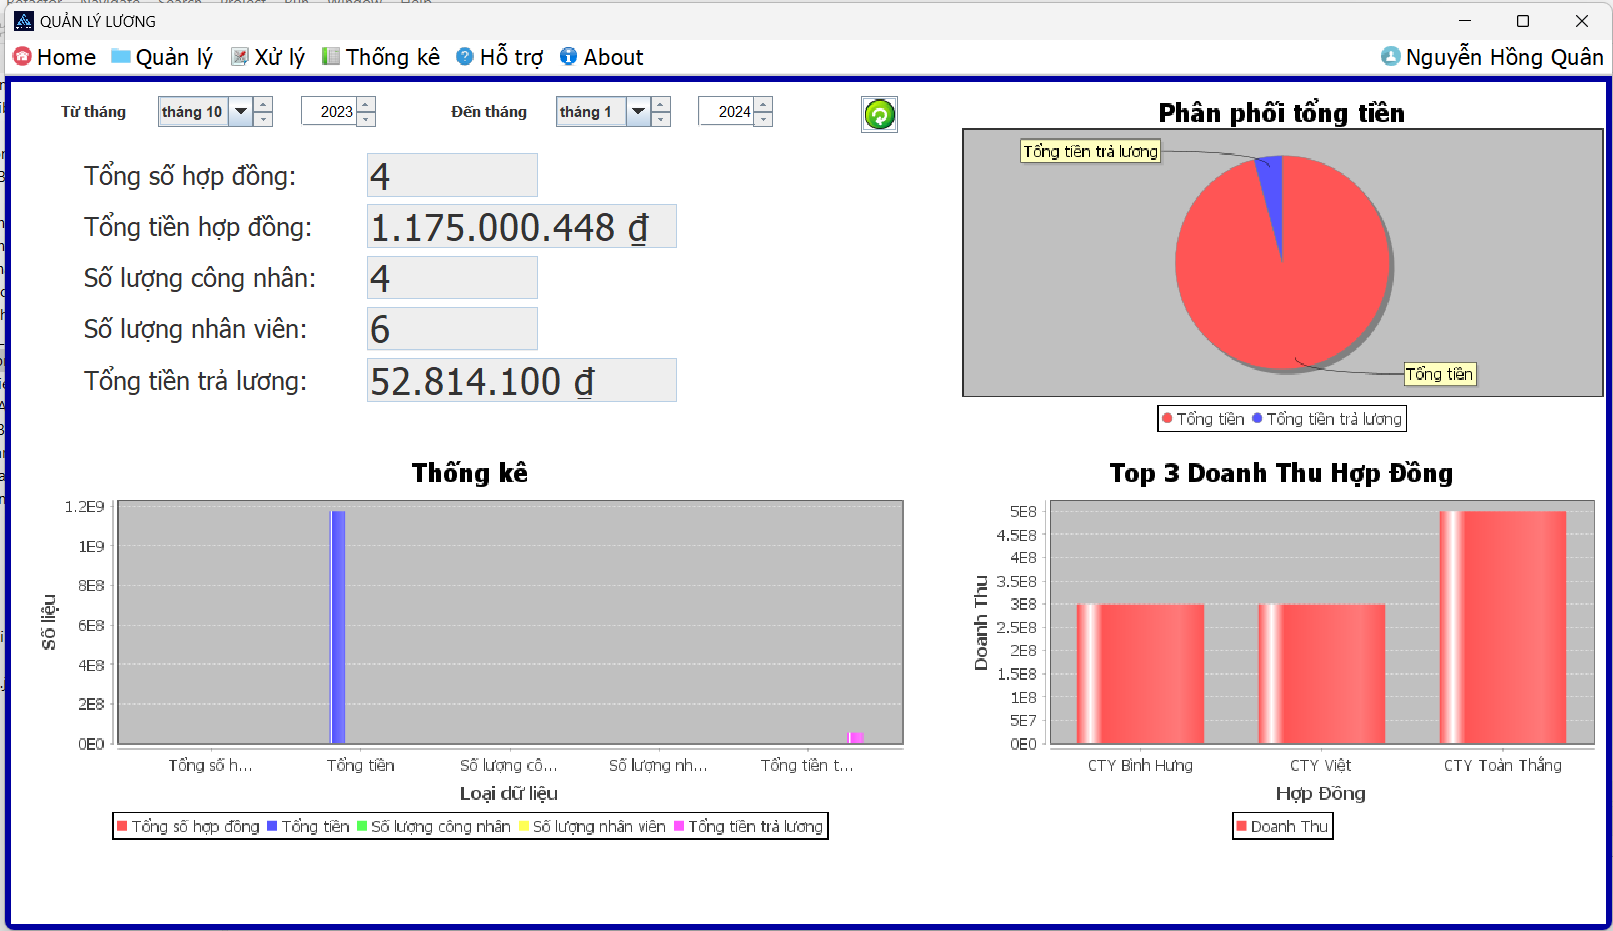 QUẢN LÝ LƯƠNG
Home Quản lý Xử lý Thống kê Hỗ trợ About Nguyễn Hồng Quân
Từ tháng tháng 10 2023 Đến tháng tháng 1 2024
Tổng số hợp đồng: 4
Tổng tiền hợp đồng: 1.175.000.448 ₫
Số lượng công nhân: 4
Số lượng nhân viên: 6
Tổng tiền trả lương: 52.814.100 ₫
Phân phối tổng tiền
Tổng tiền trả lương
Tổng tiền
Tổng tiền Tổng tiền trả lương
Thống kê
Số liệu
1.2E9
1E9
8E8
6E8
4E8
2E8
0E0
Tổng số h... Tổng tiền Số lượng cô... Số lượng nh... Tổng tiền t...
Loại dữ liệu
Tổng số hợp đồng Tổng tiền Số lượng công nhân Số lượng nhân viên Tổng tiền trả lương
Top 3 Doanh Thu Hợp Đồng
Doanh Thu
5E8
4.5E8
4E8
3.5E8
3E8
2.5E8
2E8
1.5E8
1E8
5E7
0E0
CTY Bình Hưng CTY Việt CTY Toàn Thắng
Hợp Đồng
Doanh Thu